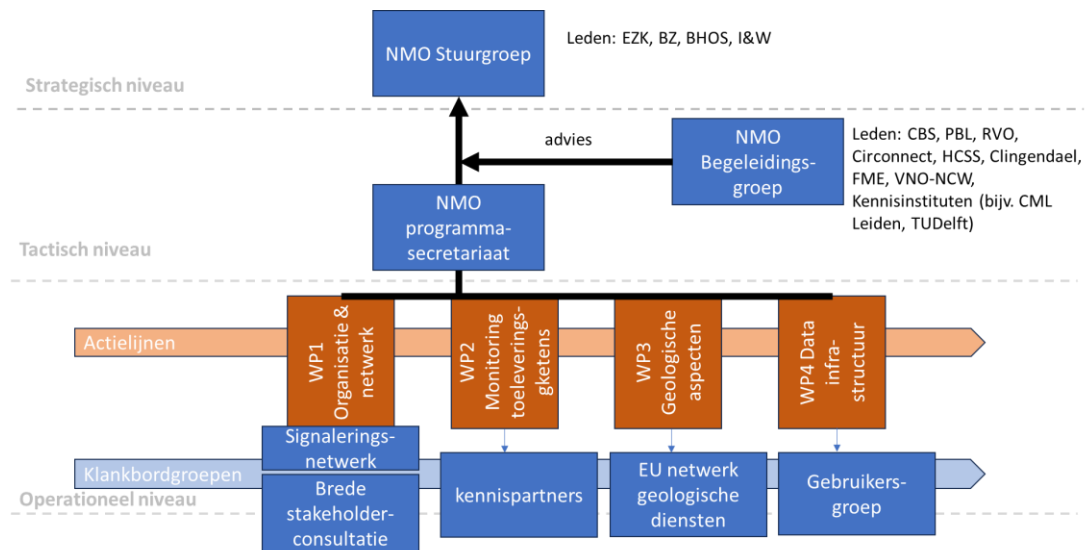 NMO Stuurgroep
Leden: EZK, BZ, BHOS, I&W
Strategisch niveau
advies
NMO
Begeleidings-
groep
Leden: CBS, PBL, RVO,
Circonnect, HCSS, Clingendael,
FME, VNO-NCW,
Kennisinstituten (bijv. CML
Leiden, TUDelft)
NMO
programma-
secretariaat
Tactisch niveau
Actielijnen
WP1
Organisatie &
netwerk
WP2
Monitoring
toeleverings-
gketens
WP3
Geologische
aspecten
WP4 Data
infra-
structuur
Klankbordgroepen
Signalerings-
netwerk
Brede
stakeholder-
consultatie
kennispartners
EU netwerk
geologische
diensten
Gebruikers-
groep
Operationeel niveau